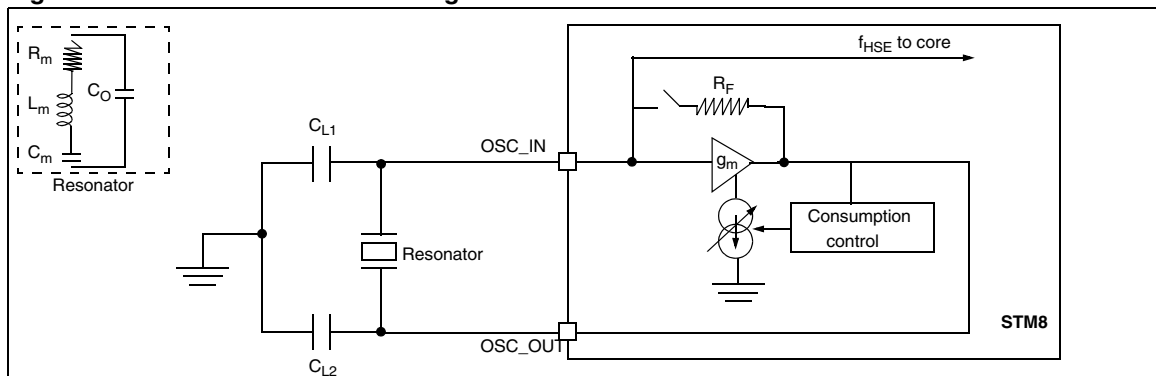 R_m
L_m
C_O
C_m
Resonator
C_L1
C_L2
Resonator
OSC_IN
OSC_OUT
f_HSE to core
R_F
g_m
Consumption
control
STM8